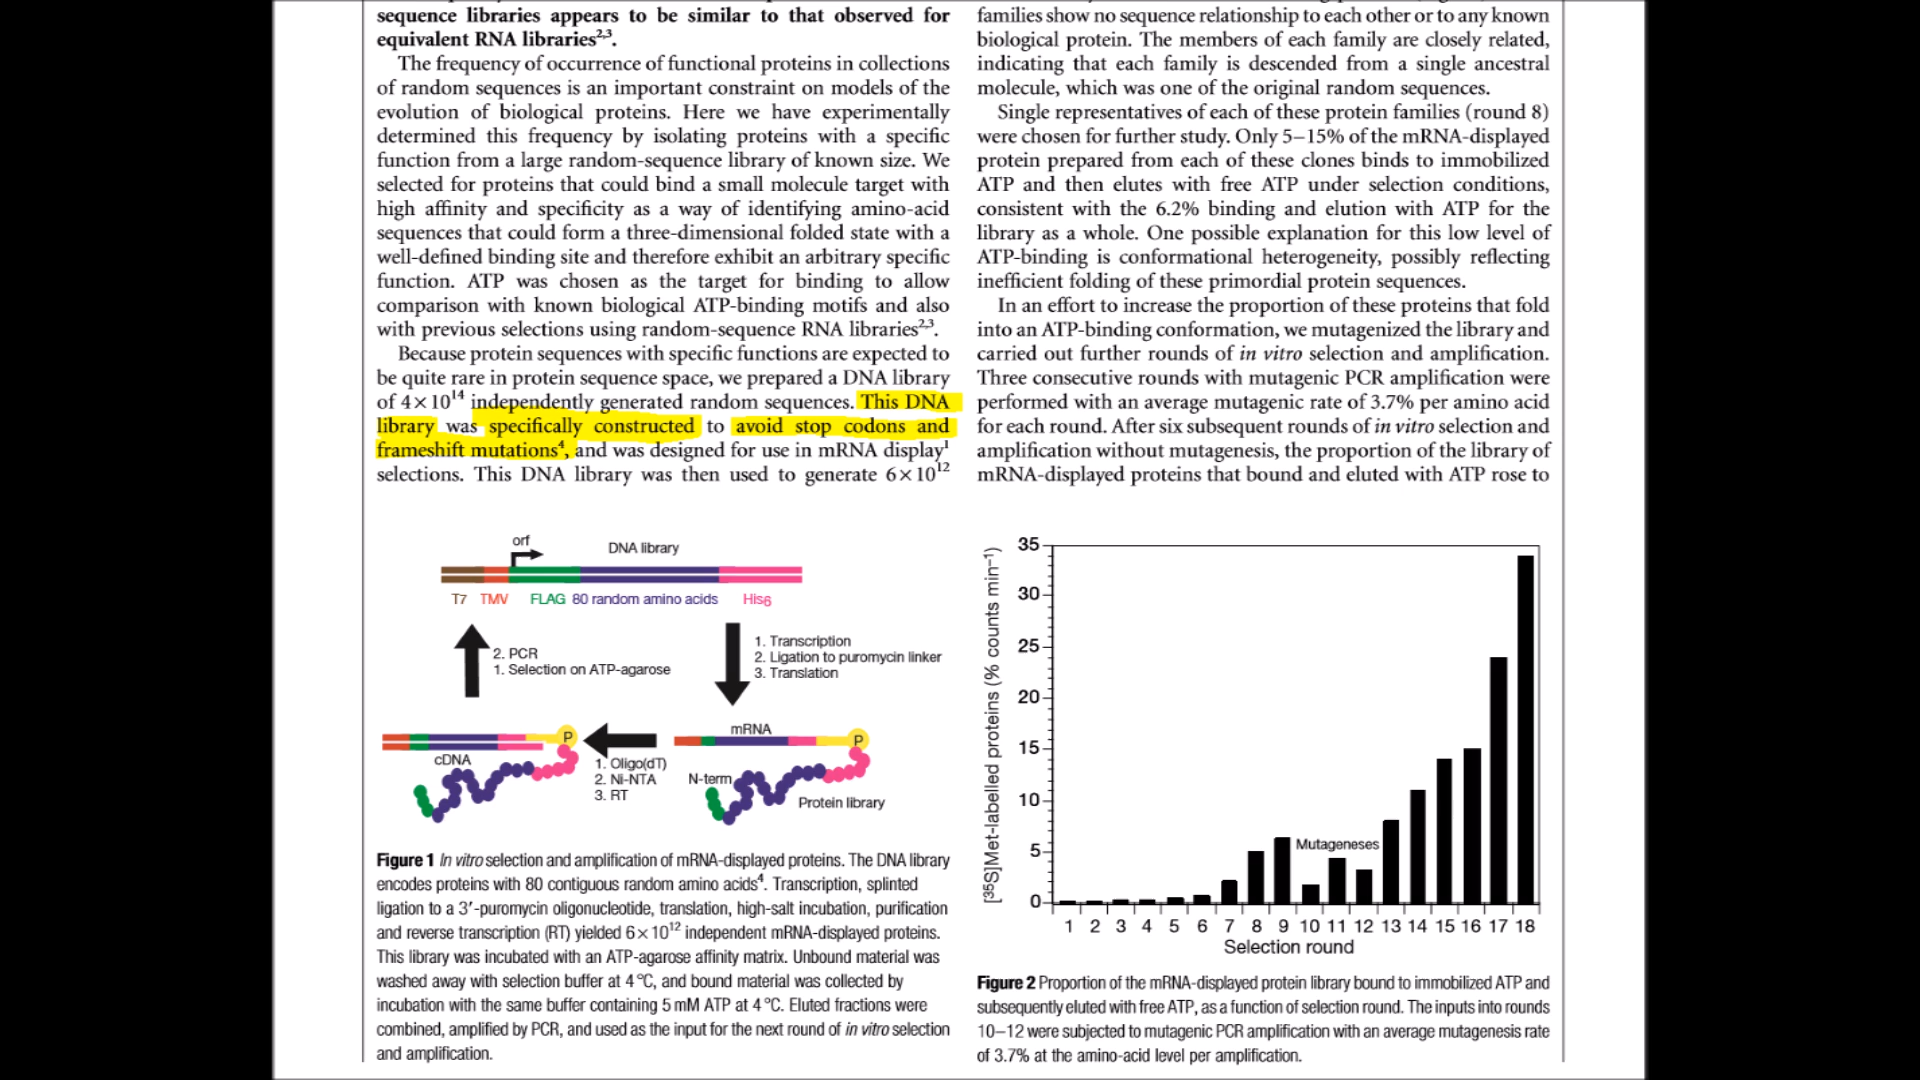 sequence libraries appears to be similar to that observed for
equivalent RNA libraries²,³.
The frequency of occurrence of functional proteins in collections
of random sequences is an important constraint on models of the
evolution of biological proteins. Here we have experimentally
determined this frequency by isolating proteins with a specific
function from a large random-sequence library of known size. We
selected for proteins that could bind a small molecule target with
high affinity and specificity as a way of identifying amino-acid
sequences that could form a three-dimensional folded state with a
well-defined binding site and therefore exhibit an arbitrary specific
function. ATP was chosen as the target for binding to allow
comparison with known biological ATP-binding motifs and also
with previous selections using random-sequence RNA libraries²,³.
Because protein sequences with specific functions are expected to
be quite rare in protein sequence space, we prepared a DNA library
of 4×10¹⁴ independently generated random sequences. This DNA
library was specifically constructed to avoid stop codons and
frameshift mutations⁴, and was designed for use in mRNA display¹
selections. This DNA library was then used to generate 6×10¹²
families show no sequence relationship to each other or to any known
biological protein. The members of each family are closely related,
indicating that each family is descended from a single ancestral
molecule, which was one of the original random sequences.
Single representatives of each of these protein families (round 8)
were chosen for further study. Only 5–15% of the mRNA-displayed
protein prepared from each of these clones binds to immobilized
ATP and then elutes with free ATP under selection conditions,
consistent with the 6.2% binding and elution with ATP for the
library as a whole. One possible explanation for this low level of
ATP-binding is conformational heterogeneity, possibly reflecting
inefficient folding of these primordial protein sequences.
In an effort to increase the proportion of these proteins that fold
into an ATP-binding conformation, we mutagenized the library and
carried out further rounds of in vitro selection and amplification.
Three consecutive rounds with mutagenic PCR amplification were
performed with an average mutagenic rate of 3.7% per amino acid
for each round. After six subsequent rounds of in vitro selection and
amplification without mutagenesis, the proportion of the library of
mRNA-displayed proteins that bound and eluted with ATP rose to
orf
DNA library
T7 TMV FLAG 80 random amino acids His6
2. PCR
1. Selection on ATP-agarose
1. Transcription
2. Ligation to puromycin linker
3. Translation
P
cDNA
1. Oligo(dT)
2. Ni-NTA
3. RT
mRNA
P
N-term
Protein library
Figure 1 In vitro selection and amplification of mRNA-displayed proteins. The DNA library
encodes proteins with 80 contiguous random amino acids⁴. Transcription, splinted
ligation to a 3′-puromycin oligonucleotide, translation, high-salt incubation, purification
and reverse transcription (RT) yielded 6×10¹² independent mRNA-displayed proteins.
This library was incubated with an ATP-agarose affinity matrix. Unbound material was
washed away with selection buffer at 4 °C, and bound material was collected by
incubation with the same buffer containing 5 mM ATP at 4 °C. Eluted fractions were
combined, amplified by PCR, and used as the input for the next round of in vitro selection
and amplification.
[³⁵S]Met-labelled proteins (% counts min⁻¹)
35
30
25
20
15
10
5
0
Mutageneses
1 2 3 4 5 6 7 8 9 10 11 12 13 14 15 16 17 18
Selection round
Figure 2 Proportion of the mRNA-displayed protein library bound to immobilized ATP and
subsequently eluted with free ATP, as a function of selection round. The inputs into rounds
10–12 were subjected to mutagenic PCR amplification with an average mutagenesis rate
of 3.7% at the amino-acid level per amplification.